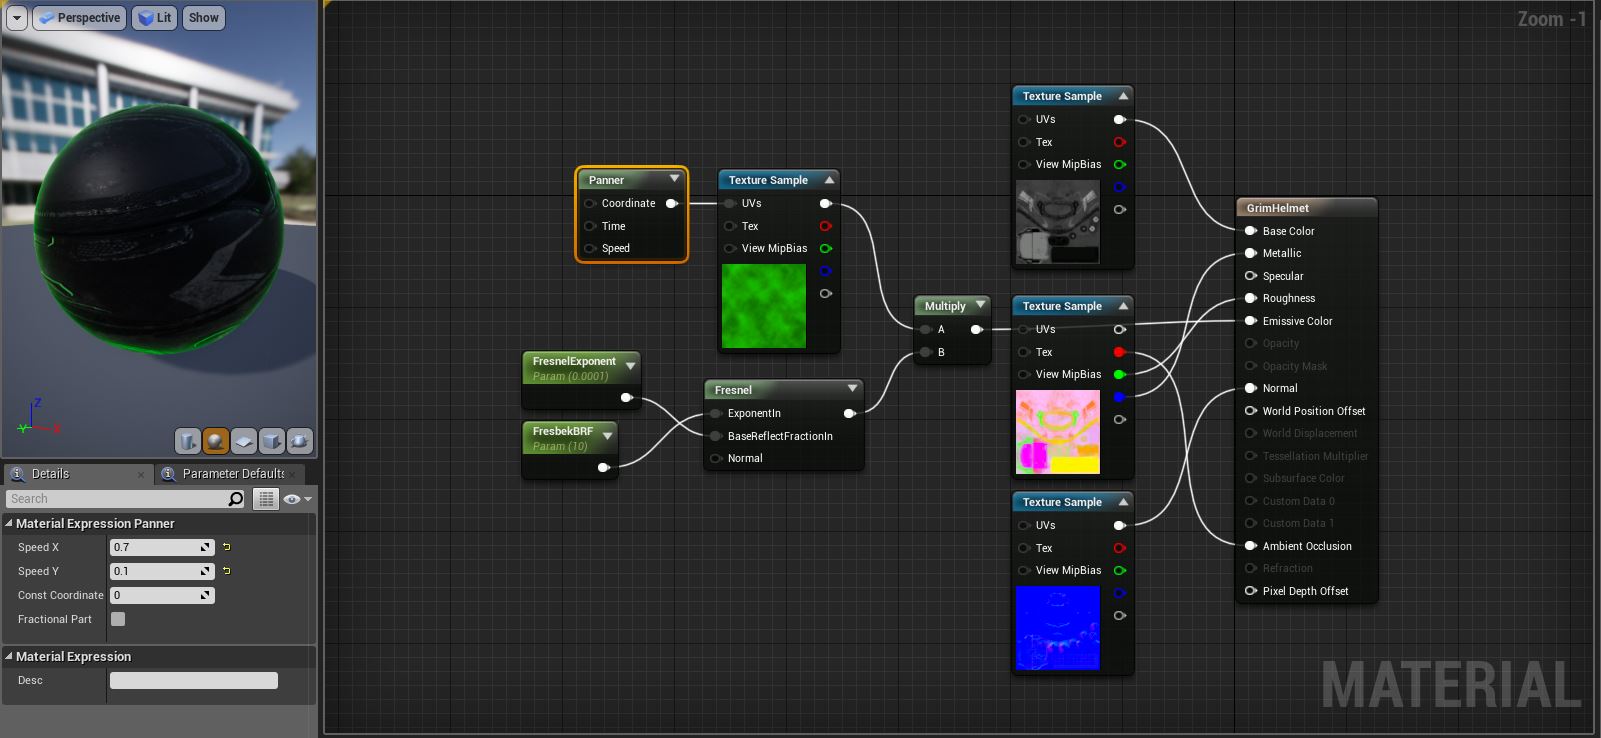 Perspective
Lit
Show
Zoom -1
Z
Y
X
Details
Parameter Defaults
Search
Material Expression Panner
Speed X
0.7
Speed Y
0.1
Const Coordinate
0
Fractional Part
Material Expression
Desc
Panner
Coordinate
Time
Speed
Texture Sample
UVs
Tex
View MipBias
FresnelExponent
Param (0.0001)
FresbekBRF
Param (10)
Fresnel
ExponentIn
BaseReflectFractionIn
Normal
Multiply
A
B
Texture Sample
UVs
Tex
View MipBias
Texture Sample
UVs
Tex
View MipBias
Texture Sample
UVs
Tex
View MipBias
GrimHelmet
Base Color
Metallic
Specular
Roughness
Emissive Color
Opacity
Opacity Mask
Normal
World Position Offset
World Displacement
Tessellation Multiplier
Subsurface Color
Custom Data 0
Custom Data 1
Ambient Occlusion
Refraction
Pixel Depth Offset
MATERIAL